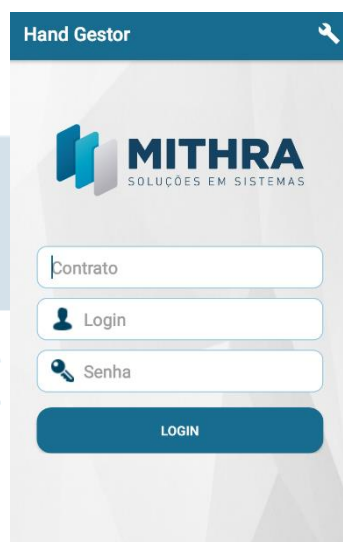 Hand Gestor
MITHRA
SOLUÇÕES EM SISTEMAS
Contrato
Login
Senha
LOGIN